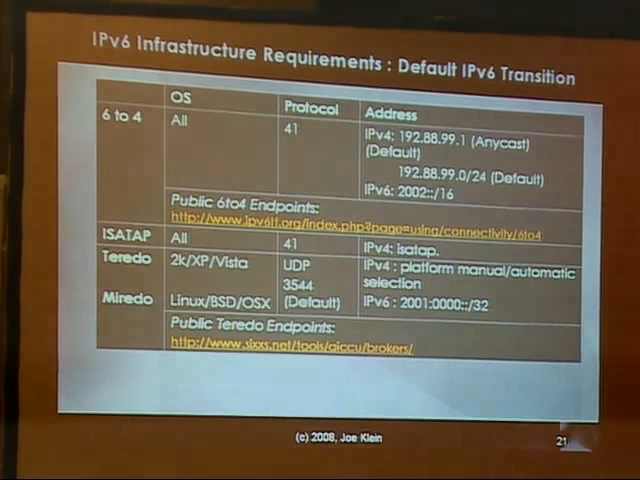 IPv6 Infrastructure Requirements : Default IPv6 Transition
OS Protocol Address
6 to 4 All 41 IPv4: 192.88.99.1 (Anycast)
(Default)
192.88.99.0/24 (Default)
IPv6: 2002::/16
Public 6to4 Endpoints:
http://www.ipv6tf.org/index.php?page=using/connectivity/6to4
ISATAP All 41 IPv4: isatap.
Teredo 2k/XP/Vista UDP IPv4 : platform manual/automatic
3544 selection
Miredo Linux/BSD/OSX (Default) IPv6 : 2001:0000::/32
Public Teredo Endpoints:
http://www.sixxs.net/tools/aiccu/brokers/
(c) 2008, Joe Klein
21